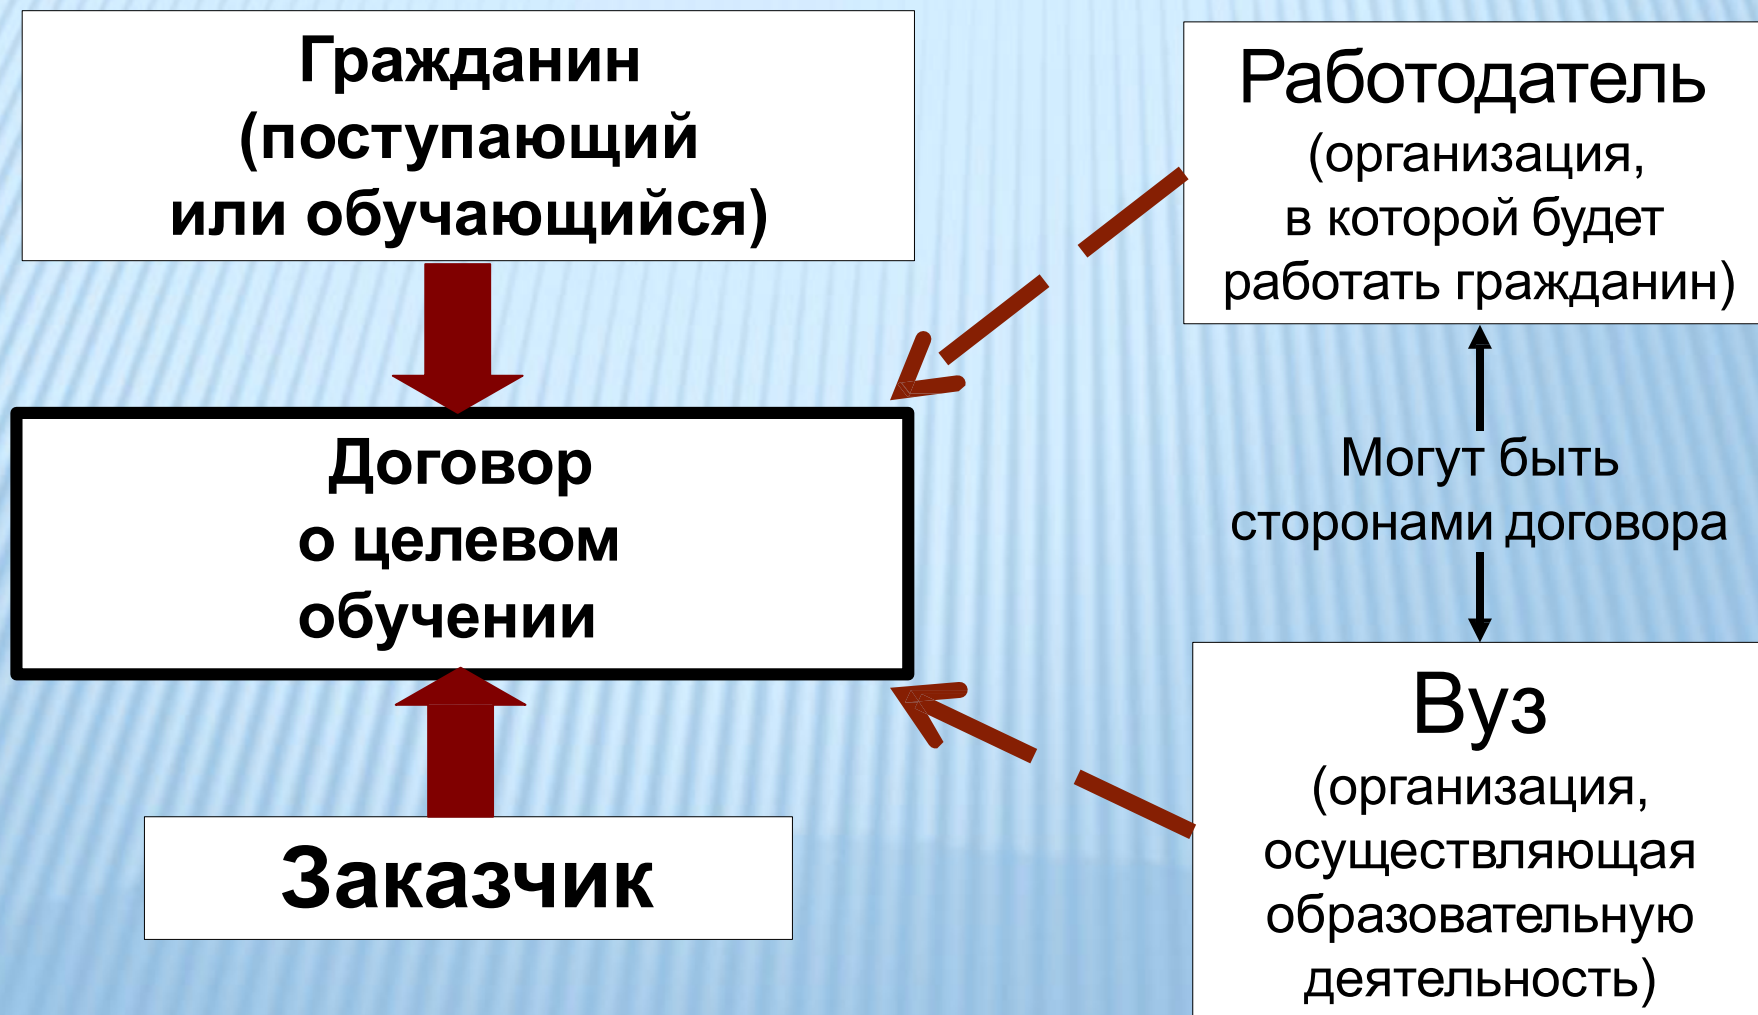 Гражданин
(поступающий
или обучающийся)
Договор
о целевом
обучении
Заказчик
Работодатель
(организация,
в которой будет
работать гражданин)
Могут быть
сторонами договора
Вуз
(организация,
осуществляющая
образовательную
деятельность)